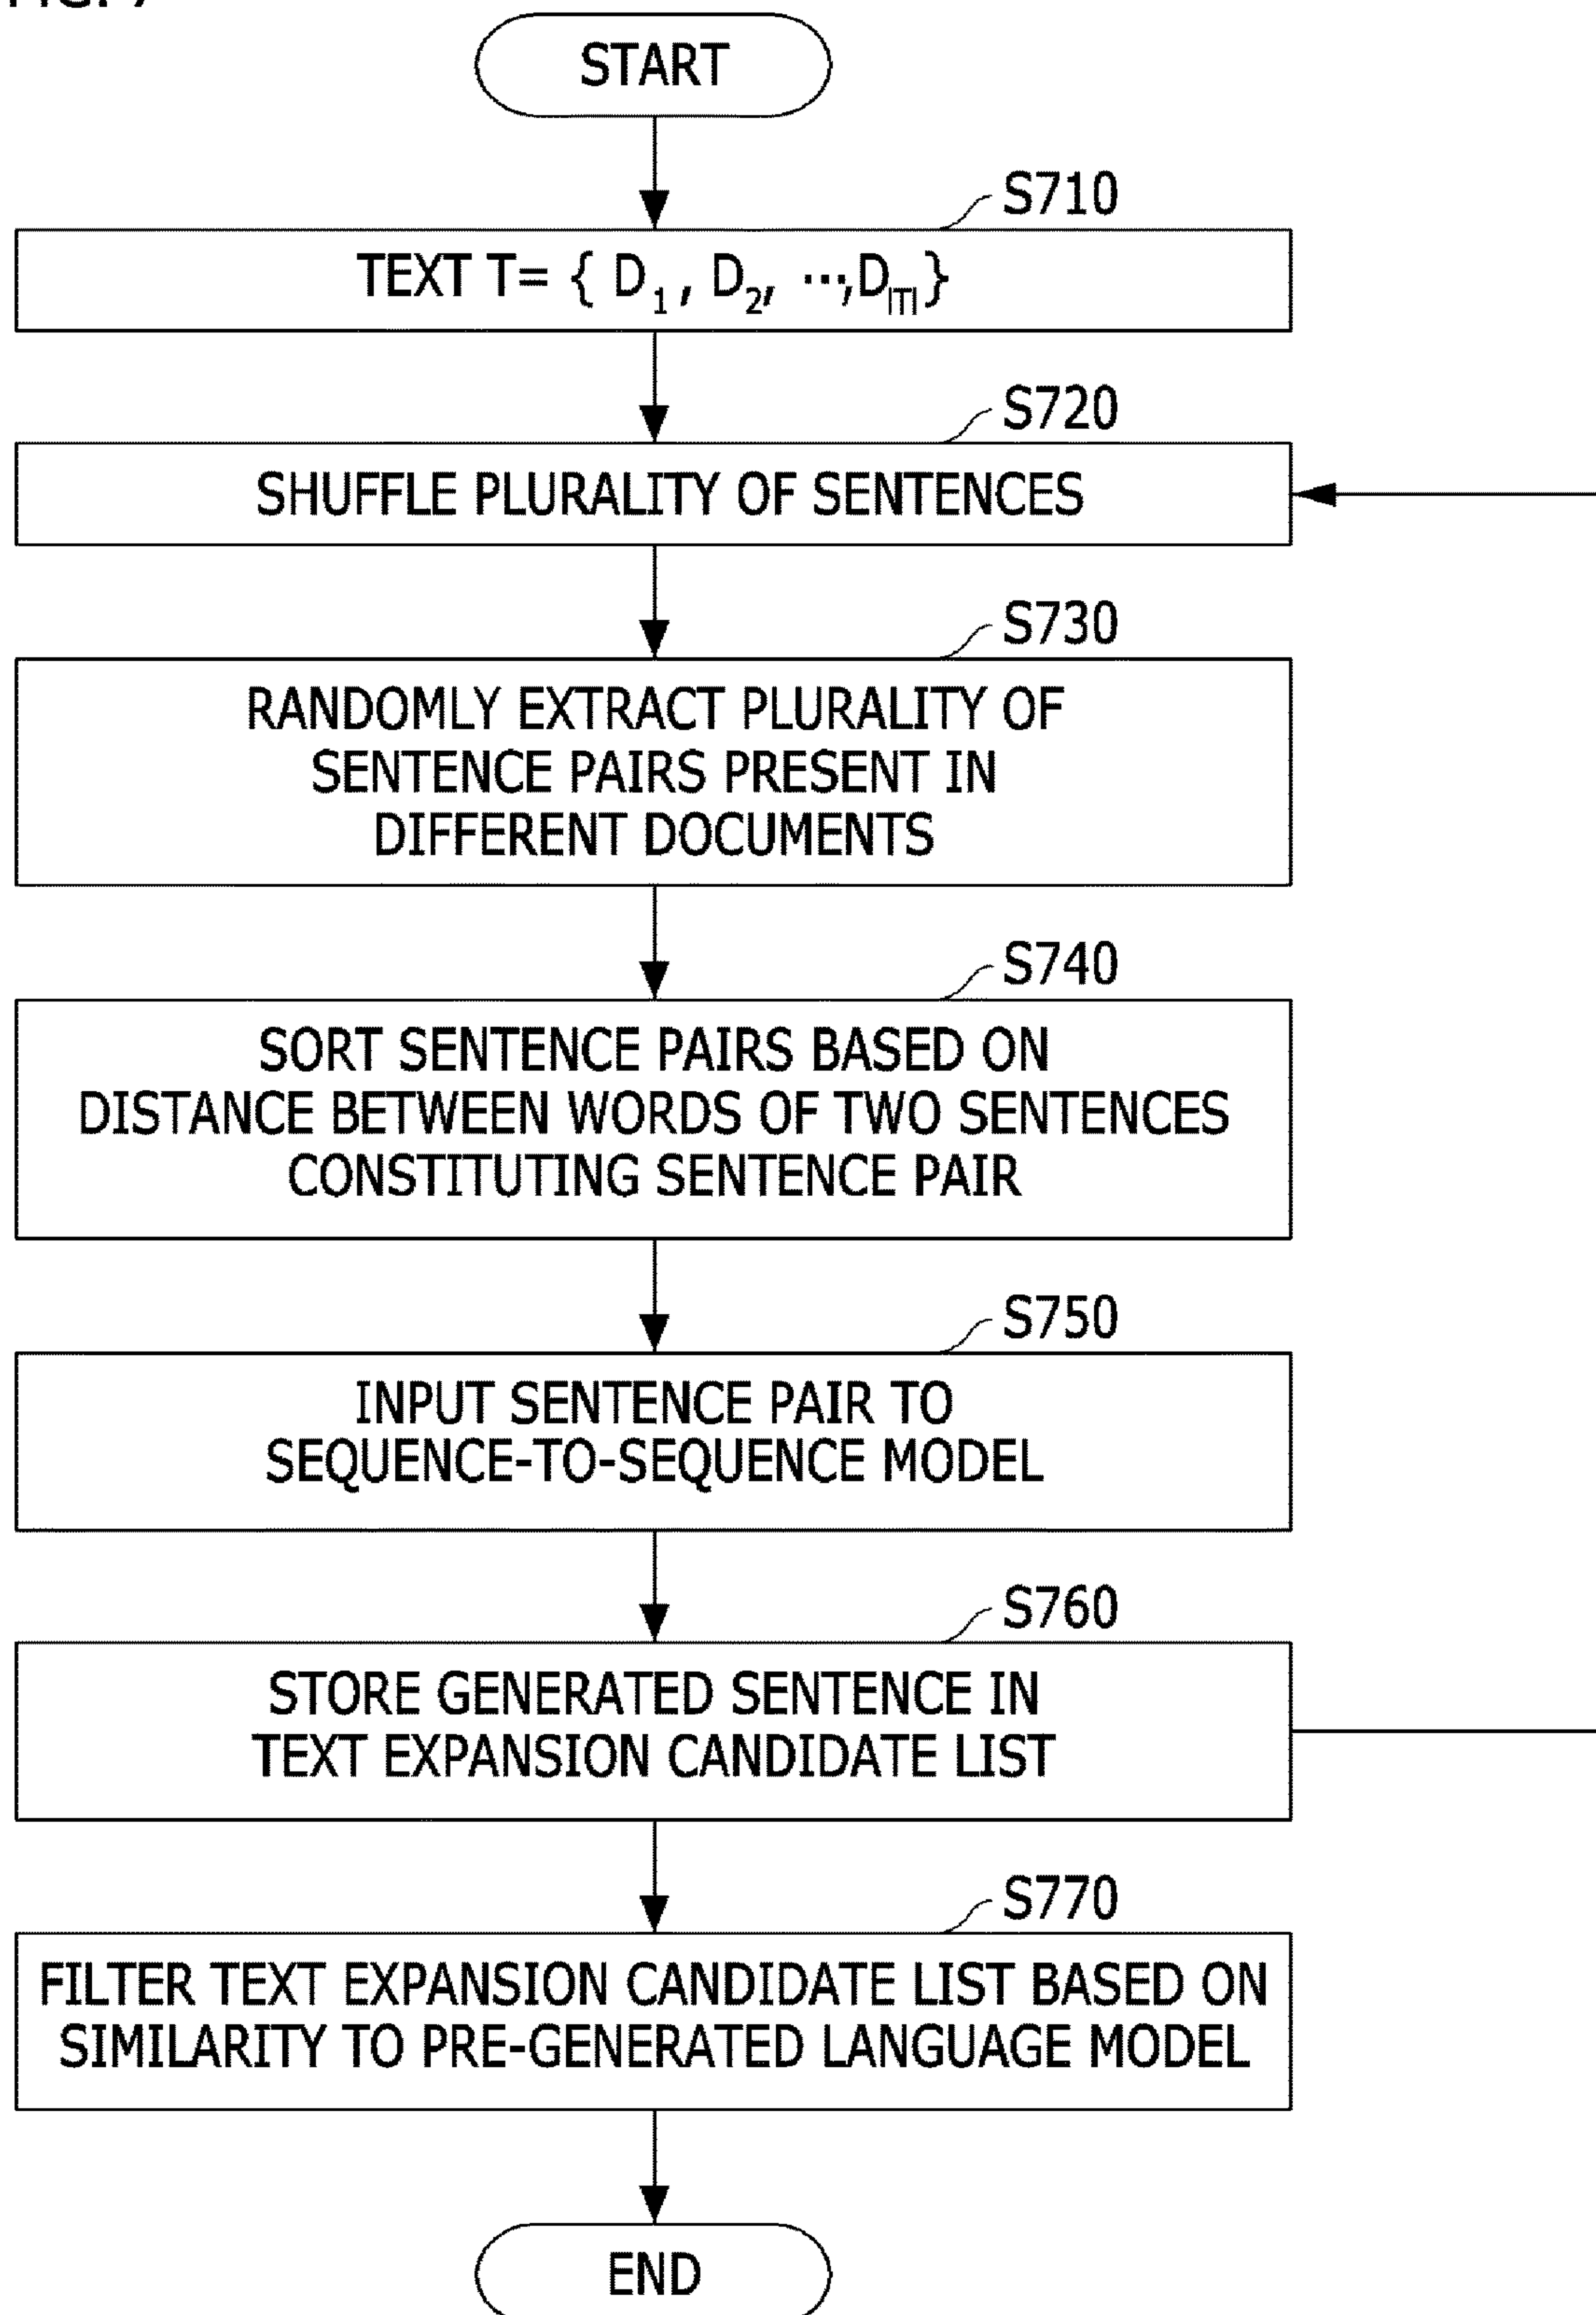 START
S710
TEXT T= { D1, D2, ···,D|T|}
S720
SHUFFLE PLURALITY OF SENTENCES
S730
RANDOMLY EXTRACT PLURALITY OF
SENTENCE PAIRS PRESENT IN
DIFFERENT DOCUMENTS
S740
SORT SENTENCE PAIRS BASED ON
DISTANCE BETWEEN WORDS OF TWO SENTENCES
CONSTITUTING SENTENCE PAIR
S750
INPUT SENTENCE PAIR TO
SEQUENCE-TO-SEQUENCE MODEL
S760
STORE GENERATED SENTENCE IN
TEXT EXPANSION CANDIDATE LIST
S770
FILTER TEXT EXPANSION CANDIDATE LIST BASED ON
SIMILARITY TO PRE-GENERATED LANGUAGE MODEL
END